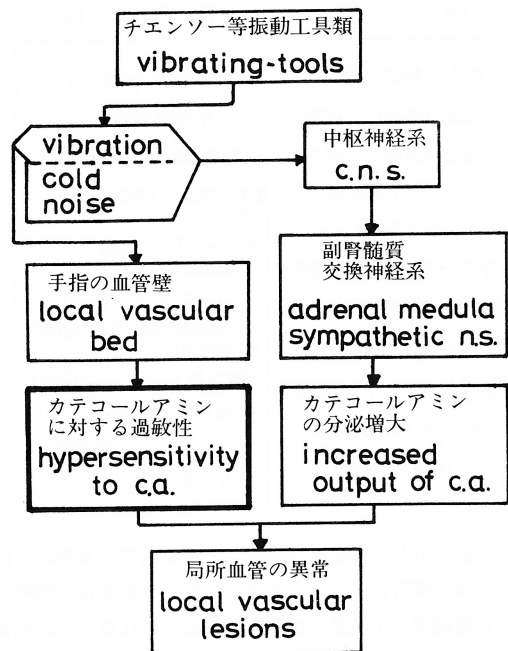 チエンソー等振動工具類
vibrating-tools
vibration
cold
noise
中枢神経系
c.n.s.
手指の血管壁
local vascular
bed
副腎髄質
交換神経系
adrenal medula
sympathetic n.s.
カテコールアミン
に対する過敏性
hypersensitivity
to c.a.
カテコールアミン
の分泌増大
increased
output of c.a.
局所血管の異常
local vascular
lesions